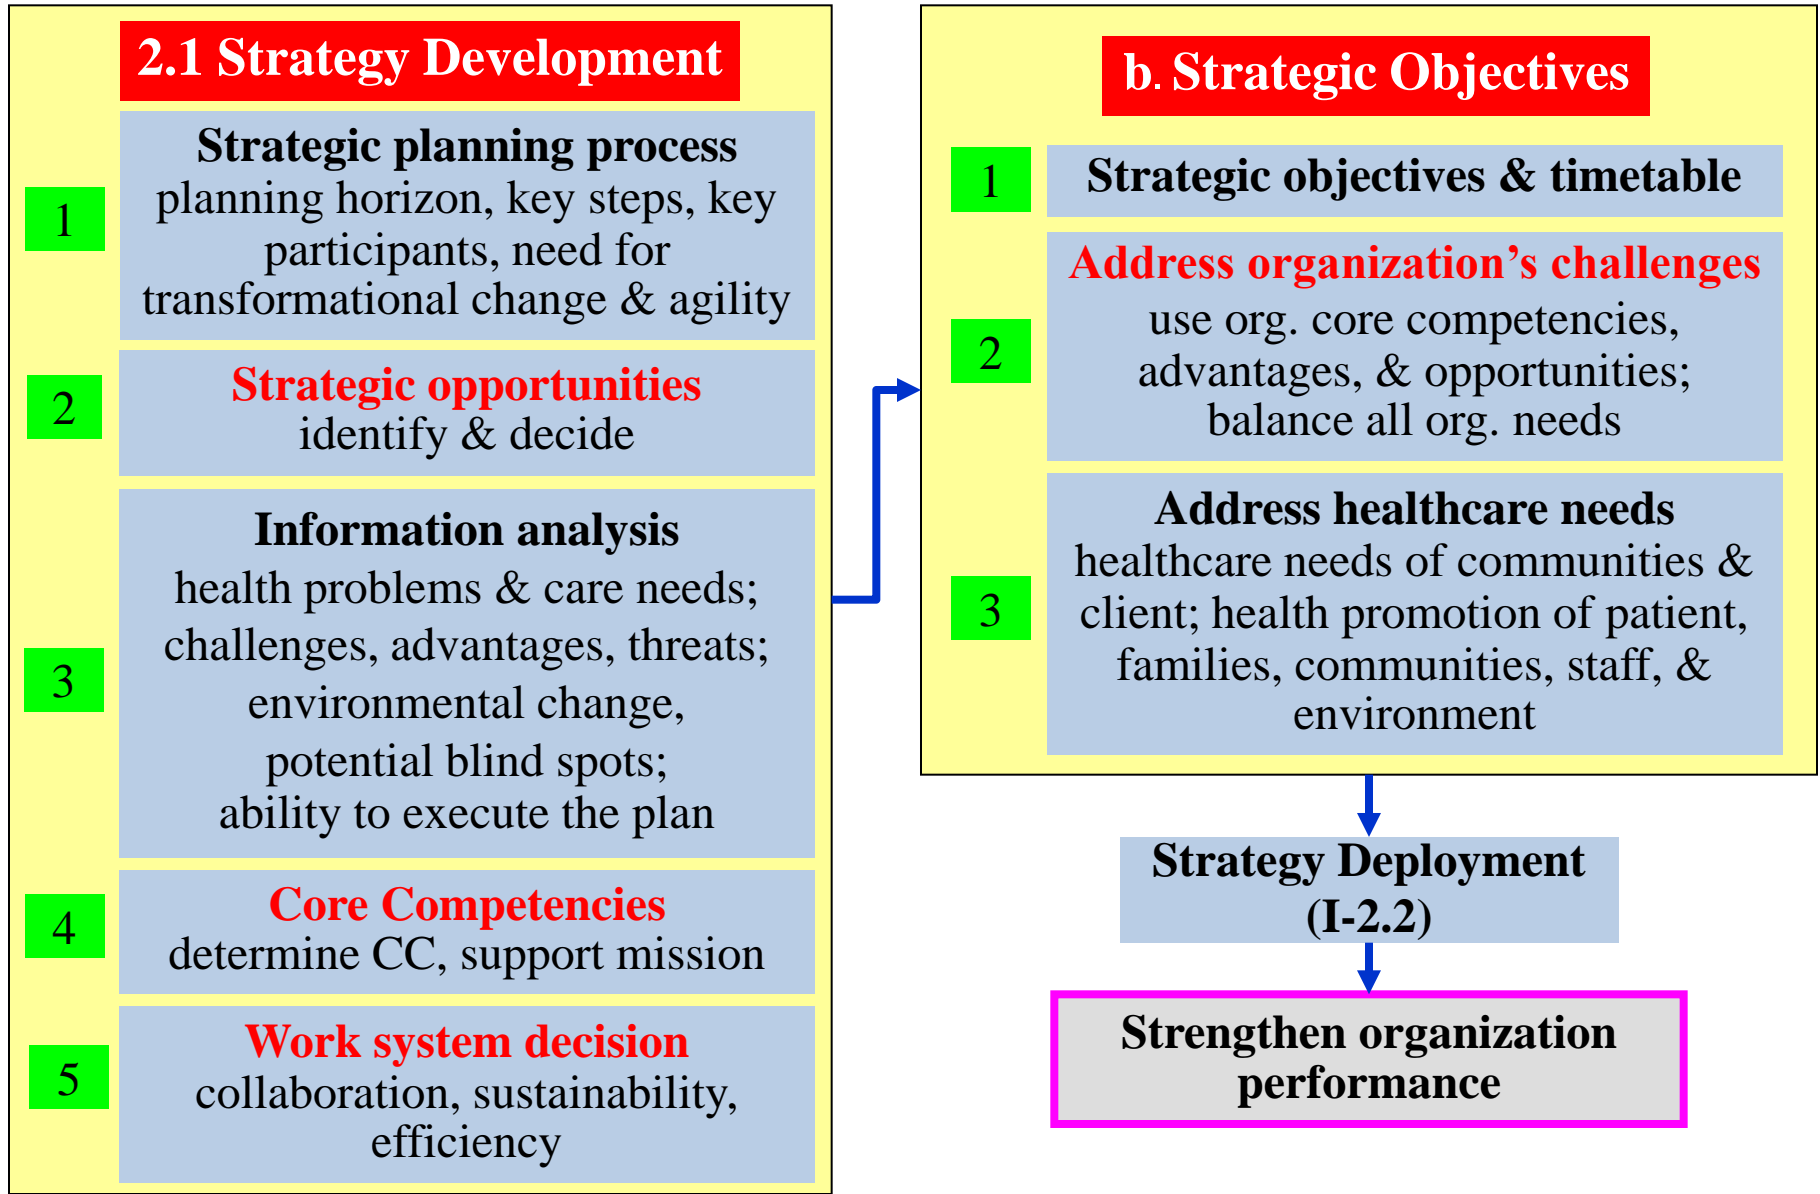 2.1 Strategy Development
1
Strategic planning process
planning horizon, key steps, key
participants, need for
transformational change & agility
2
Strategic opportunities
identify & decide
3
Information analysis
health problems & care needs;
challenges, advantages, threats;
environmental change,
potential blind spots;
ability to execute the plan
4
Core Competencies
determine CC, support mission
5
Work system decision
collaboration, sustainability,
efficiency
b. Strategic Objectives
1
Strategic objectives & timetable
2
Address organization’s challenges
use org. core competencies,
advantages, & opportunities;
balance all org. needs
3
Address healthcare needs
healthcare needs of communities &
client; health promotion of patient,
families, communities, staff, &
environment
Strategy Deployment
(I-2.2)
Strengthen organization
performance